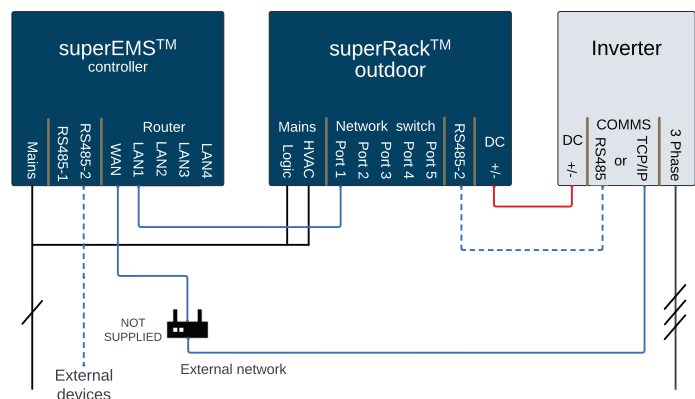 superEMS™
controller
Router
Mains
RS485-1
RS485-2
WAN
LAN1
LAN2
LAN3
LAN4
superRack™
outdoor
Mains
Network switch
Logic
HVAC
Port 1
Port 2
Port 3
Port 4
Port 5
RS485-2
DC
+/-
Inverter
COMMS
DC
+/-
RS485
or
TCP/IP
3 Phase
NOT
SUPPLIED
External network
External
devices